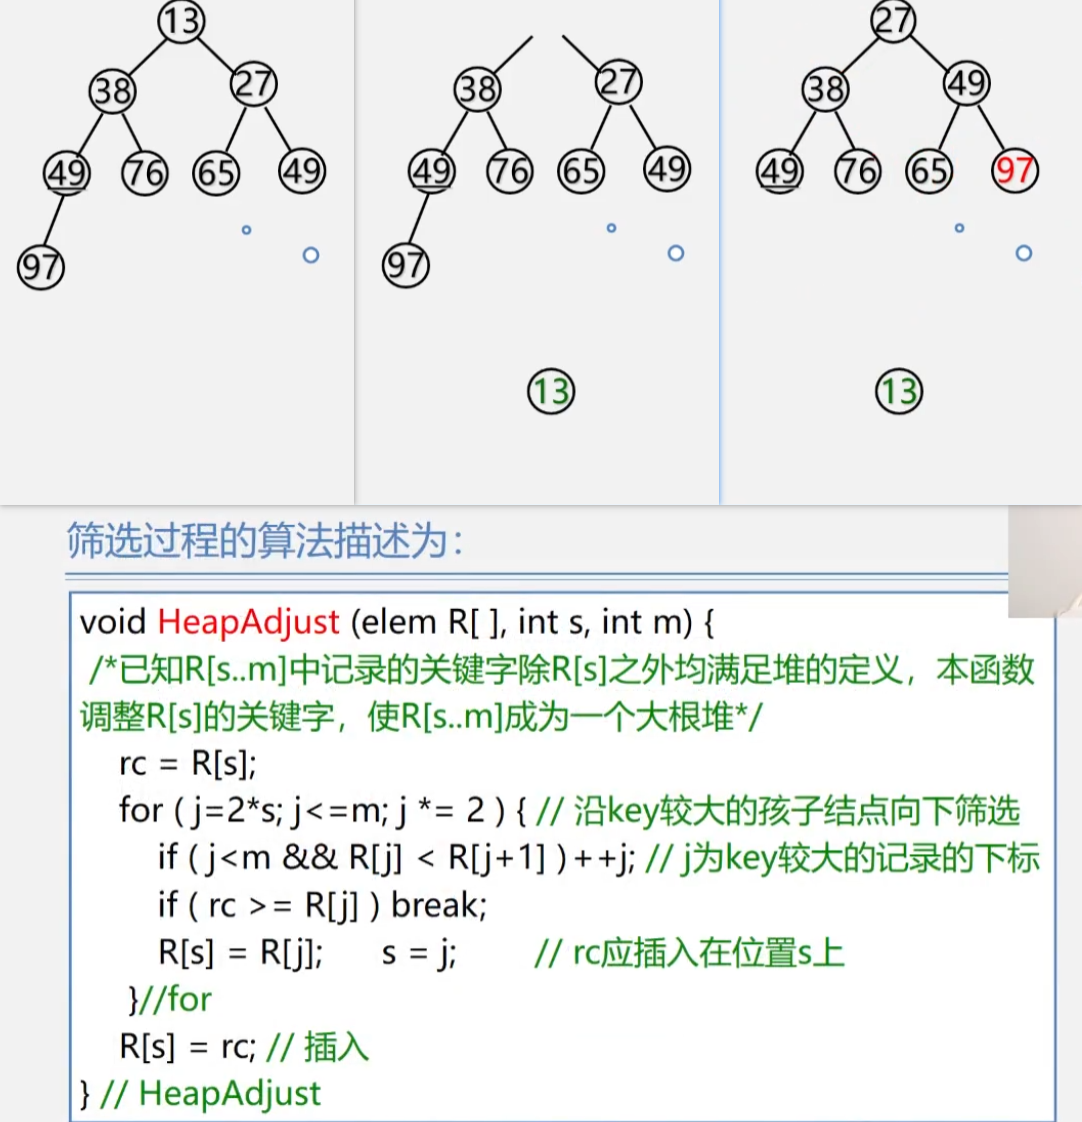 13
38 27
49 76 65 49
97
38 27
49 76 65 49
97
13
27
38 49
49 76 65 97
13
筛选过程的算法描述为：
void HeapAdjust (elem R[ ], int s, int m) {
/*已知R[s..m]中记录的关键字除R[s]之外均满足堆的定义，本函数
调整R[s]的关键字，使R[s..m]成为一个大根堆*/
rc = R[s];
for ( j=2*s; j<=m; j *= 2 ) { // 沿key较大的孩子结点向下筛选
if ( j<m && R[j] < R[j+1] ) ++j; // j为key较大的记录的下标
if ( rc >= R[j] ) break;
R[s] = R[j]; s = j; // rc应插入在位置s上
}//for
R[s] = rc; // 插入
} // HeapAdjust